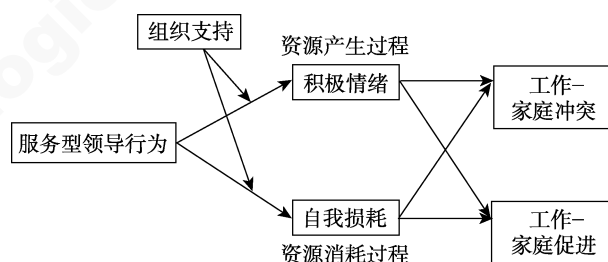 组织支持
资源产生过程
积极情绪
工作–
家庭冲突
服务型领导行为
自我损耗
工作–
家庭促进
资源消耗过程